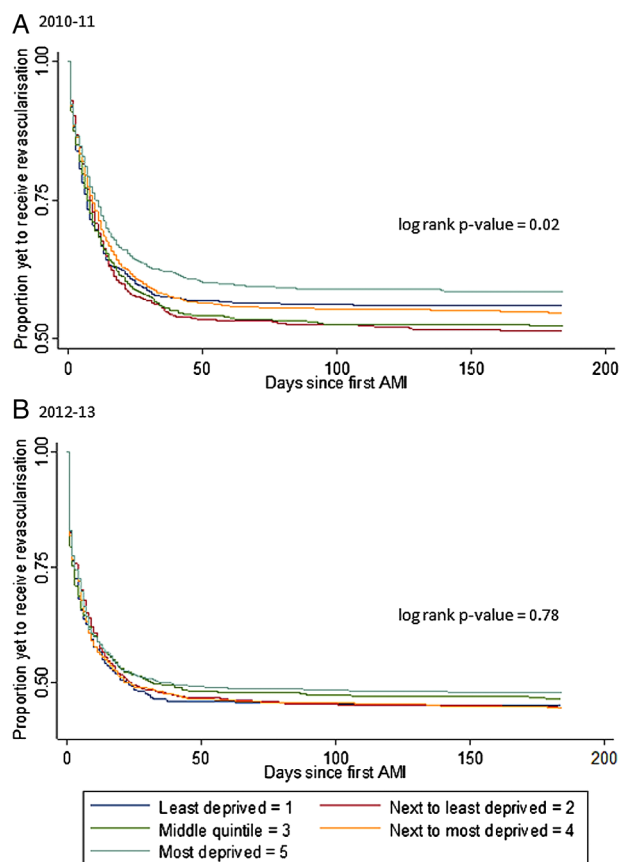 A 2010-11
Proportion yet to receive revascularisation
1.00
0.75
0.50
log rank p-value = 0.02
0 50 100 150 200
Days since first AMI
B 2012-13
Proportion yet to receive revascularisation
1.00
0.75
0.50
log rank p-value = 0.78
0 50 100 150 200
Days since first AMI
Least deprived = 1 Next to least deprived = 2
Middle quintile = 3 Next to most deprived = 4
Most deprived = 5